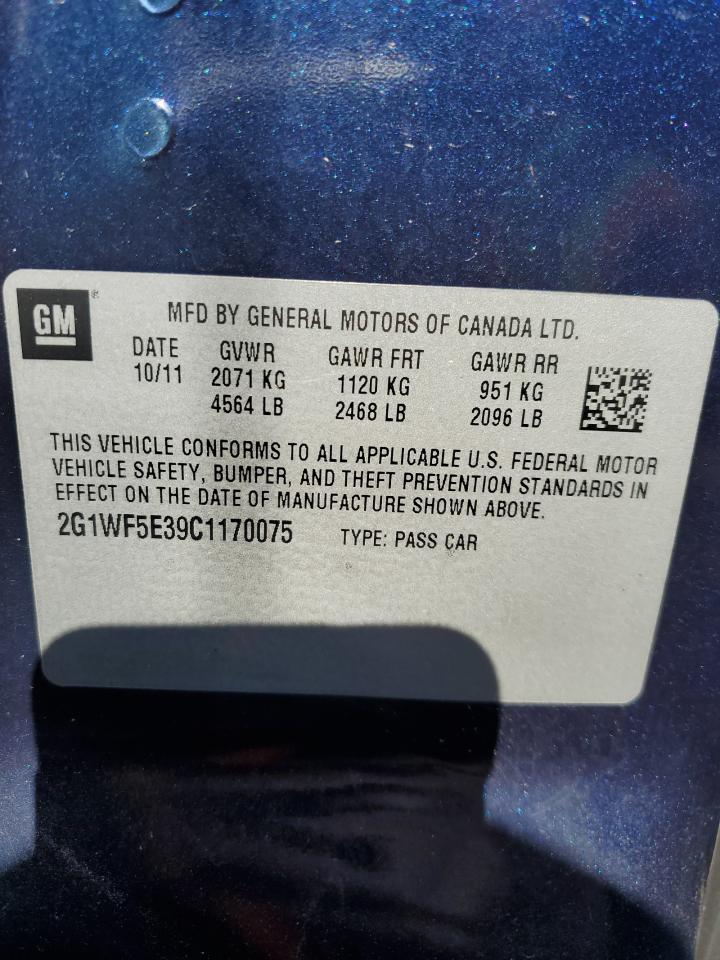 GM®
MFD BY GENERAL MOTORS OF CANADA LTD.
DATE GVWR GAWR FRT GAWR RR
10/11 2071 KG 1120 KG 951 KG
4564 LB 2468 LB 2096 LB
THIS VEHICLE CONFORMS TO ALL APPLICABLE U.S. FEDERAL MOTOR
VEHICLE SAFETY, BUMPER, AND THEFT PREVENTION STANDARDS IN
EFFECT ON THE DATE OF MANUFACTURE SHOWN ABOVE.
2G1WF5E39C1170075 TYPE: PASS CAR